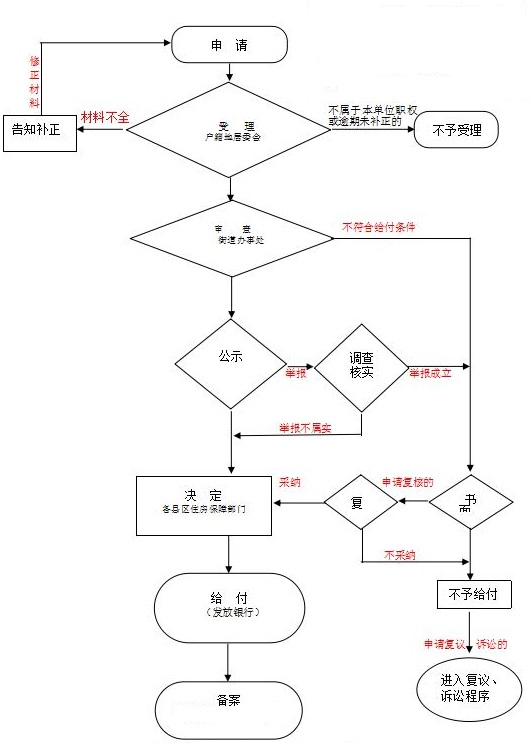 申 请
修正材料
告知补正
材料不全
受 理
户籍地居委会
不属于本单位职权
或逾期未补正的
不予受理
审 查
街道办事处
不符合给付条件
公示
举报
调查
核实
举报成立
举报不属实
决 定
各县区住房保障部门
采纳
复
申请复核的
书
不采纳
给 付
(发放银行)
不予给付
申请复议、诉讼的
备案
进入复议、
诉讼程序